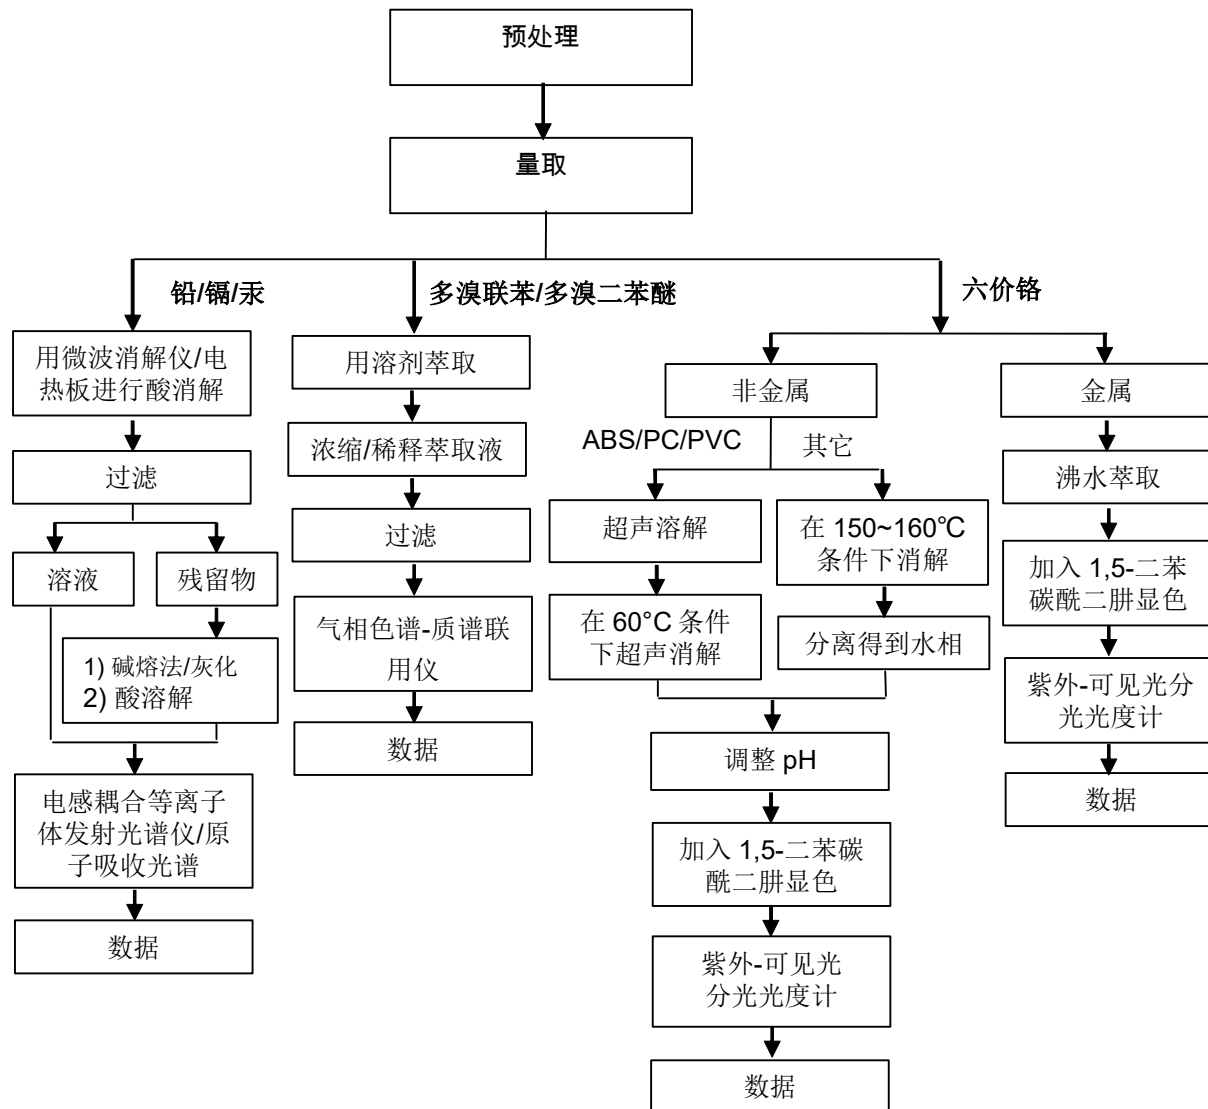 预处理
量取
铅/镉/汞
多溴联苯/多溴二苯醚
六价铬
用微波消解仪/电
热板进行酸消解
过滤
溶液
残留物
1) 碱熔法/灰化
2) 酸溶解
电感耦合等离子
体发射光谱仪/原
子吸收光谱
数据
用溶剂萃取
浓缩/稀释萃取液
过滤
气相色谱-质谱联
用仪
数据
非金属
ABS/PC/PVC
其它
超声溶解
在 60°C 条件
下超声消解
在 150~160℃
条件下消解
分离得到水相
调整 pH
加入 1,5-二苯碳
酰二肼显色
紫外-可见光
分光光度计
数据
金属
沸水萃取
加入 1,5-二苯
碳酰二肼显色
紫外-可见光分
光光度计
数据